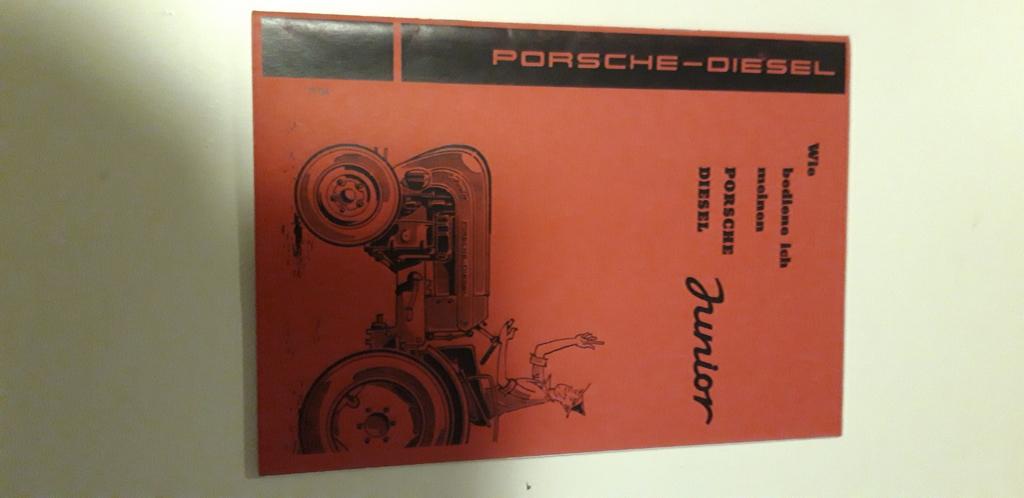 PORSCHE-DIESEL
Wie
bediene ich
meinen
PORSCHE
DIESEL
Junior